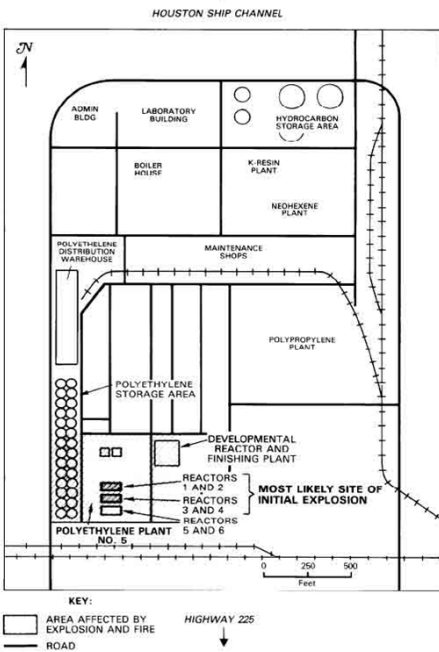 HOUSTON SHIP CHANNEL
N
ADMIN
BLDG
LABORATORY
BUILDING
HYDROCARBON
STORAGE AREA
BOILER
HOUSE
K-RESIN
PLANT
NEOHEXENE
PLANT
POLYETHELENE
DISTRIBUTION
WAREHOUSE
MAINTENANCE
SHOPS
POLYPROPYLENE
PLANT
POLYETHYLENE
STORAGE AREA
DEVELOPMENTAL
REACTOR AND
FINISHING PLANT
REACTORS
1 AND 2
REACTORS
3 AND 4
MOST LIKELY SITE OF
INITIAL EXPLOSION
REACTORS
5 AND 6
POLYETHYLENE PLANT
NO. 5
0 250 500
Feet
KEY:
AREA AFFECTED BY
EXPLOSION AND FIRE
ROAD
HIGHWAY 225